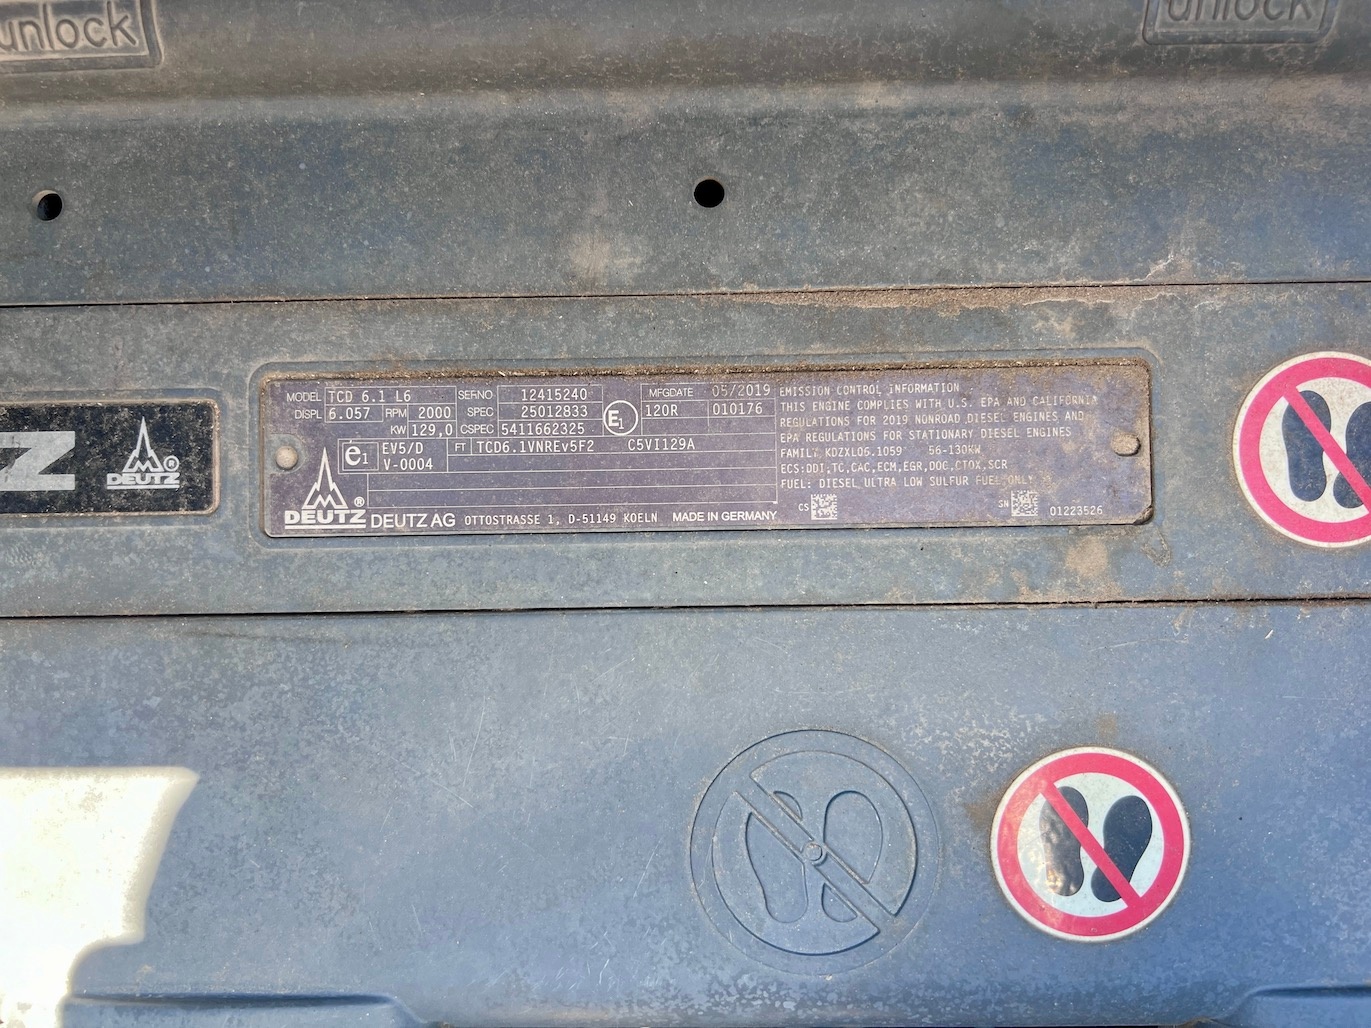 unlock
unlock
MODEL TCD 6.1 L6 SERNO 12415240 MFGDATE 05/2019
DISPL 6.057 RPM 2000 SPEC 25012833 E1 120R 010176
KW 129,0 CSPEC 5411662325
e1 EV5/D FT TCD6.1VNREv5F2 C5VI129A
V-0004
EMISSION CONTROL INFORMATION
THIS ENGINE COMPLIES WITH U.S. EPA AND CALIFORNIA
REGULATIONS FOR 2019 NONROAD DIESEL ENGINES AND
EPA REGULATIONS FOR STATIONARY DIESEL ENGINES
FAMILY KDZXL06.1059 56-130KW
ECS:DDI,TC,CAC,ECM,EGR,DOC,CTOX,SCR
FUEL: DIESEL ULTRA LOW SULFUR FUEL ONLY
CS SN 01223526
DEUTZ ® DEUTZ AG OTTOSTRASSE 1, D-51149 KOELN MADE IN GERMANY
Z
DEUTZ ®